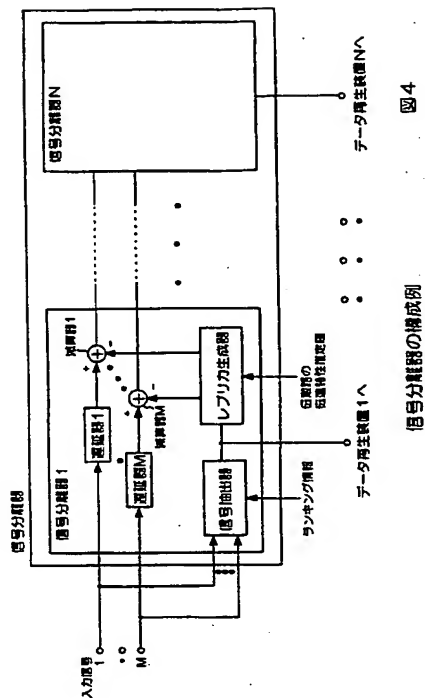 信号分離器
信号分離器1
信号分離器N
入力信号
1
M
遅延器1
遅延器M
減算器1
減算器M
+
-
+
-
信号抽出器
レプリカ生成器
ランキング情報
伝搬路の
伝達特性推定値
データ再生装置1へ
データ再生装置Nへ
信号分離器の構成例
図4